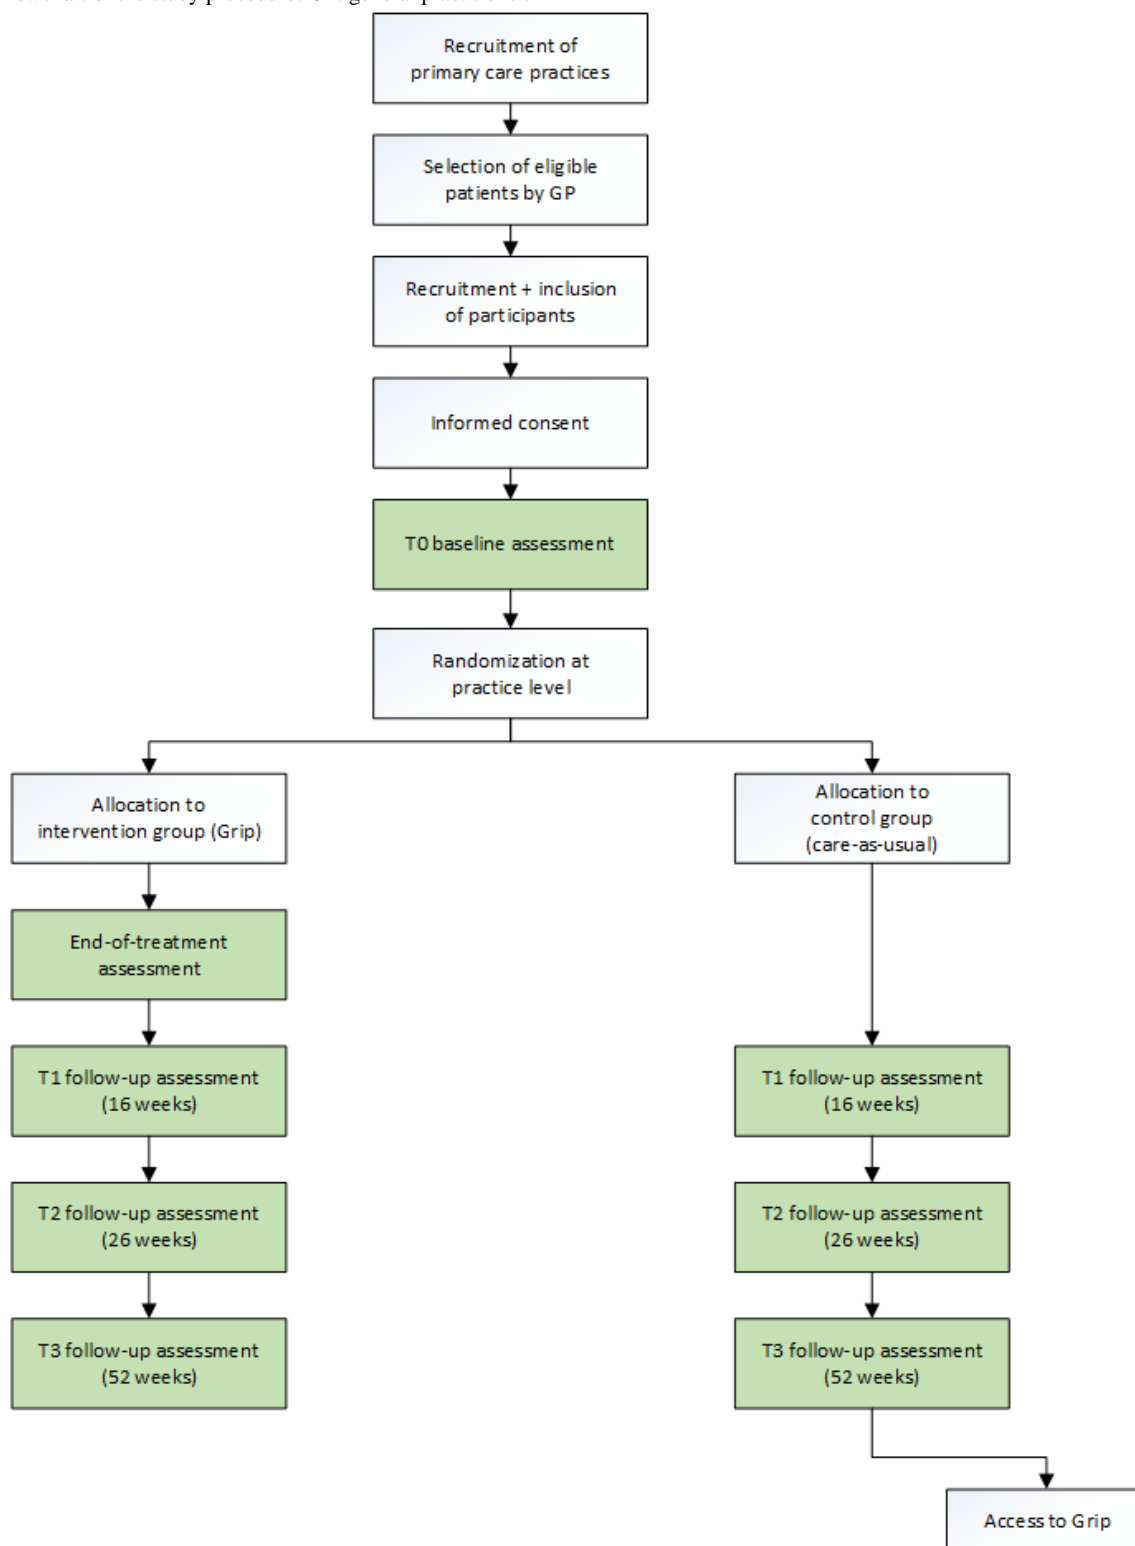 Recruitment of
primary care practices
Selection of eligible
patients by GP
Recruitment + inclusion
of participants
Informed consent
T0 baseline assessment
Randomization at
practice level
Allocation to
intervention group (Grip)
Allocation to
control group
(care-as-usual)
End-of-treatment
assessment
T1 follow-up assessment
(16 weeks)
T1 follow-up assessment
(16 weeks)
T2 follow-up assessment
(26 weeks)
T2 follow-up assessment
(26 weeks)
T3 follow-up assessment
(52 weeks)
T3 follow-up assessment
(52 weeks)
Access to Grip